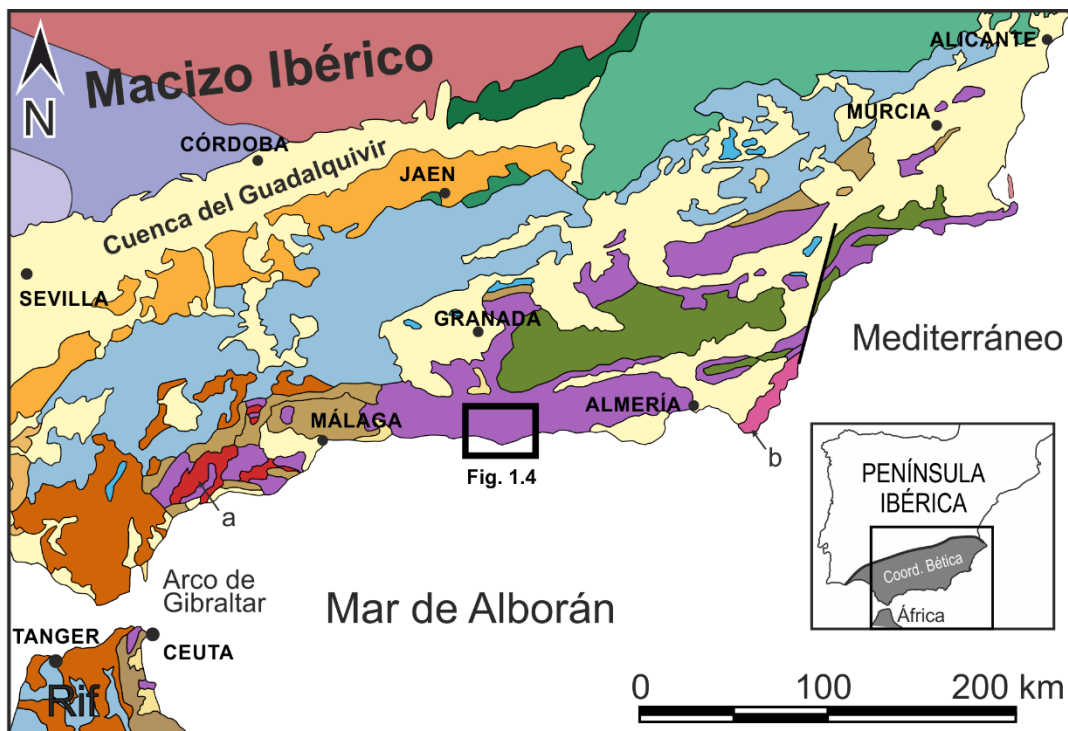 ALICANTE
Macizo Ibérico
N
MURCIA
CÓRDOBA
JAEN
Cuenca del Guadalquivir
SEVILLA
GRANADA
Mediterráneo
MÁLAGA
ALMERÍA
Fig. 1.4
b
a
PENÍNSULA
IBÉRICA
Coord. Bética
África
Arco de
Gibraltar
Mar de Alborán
TANGER
CEUTA
Rif
0 100 200 km